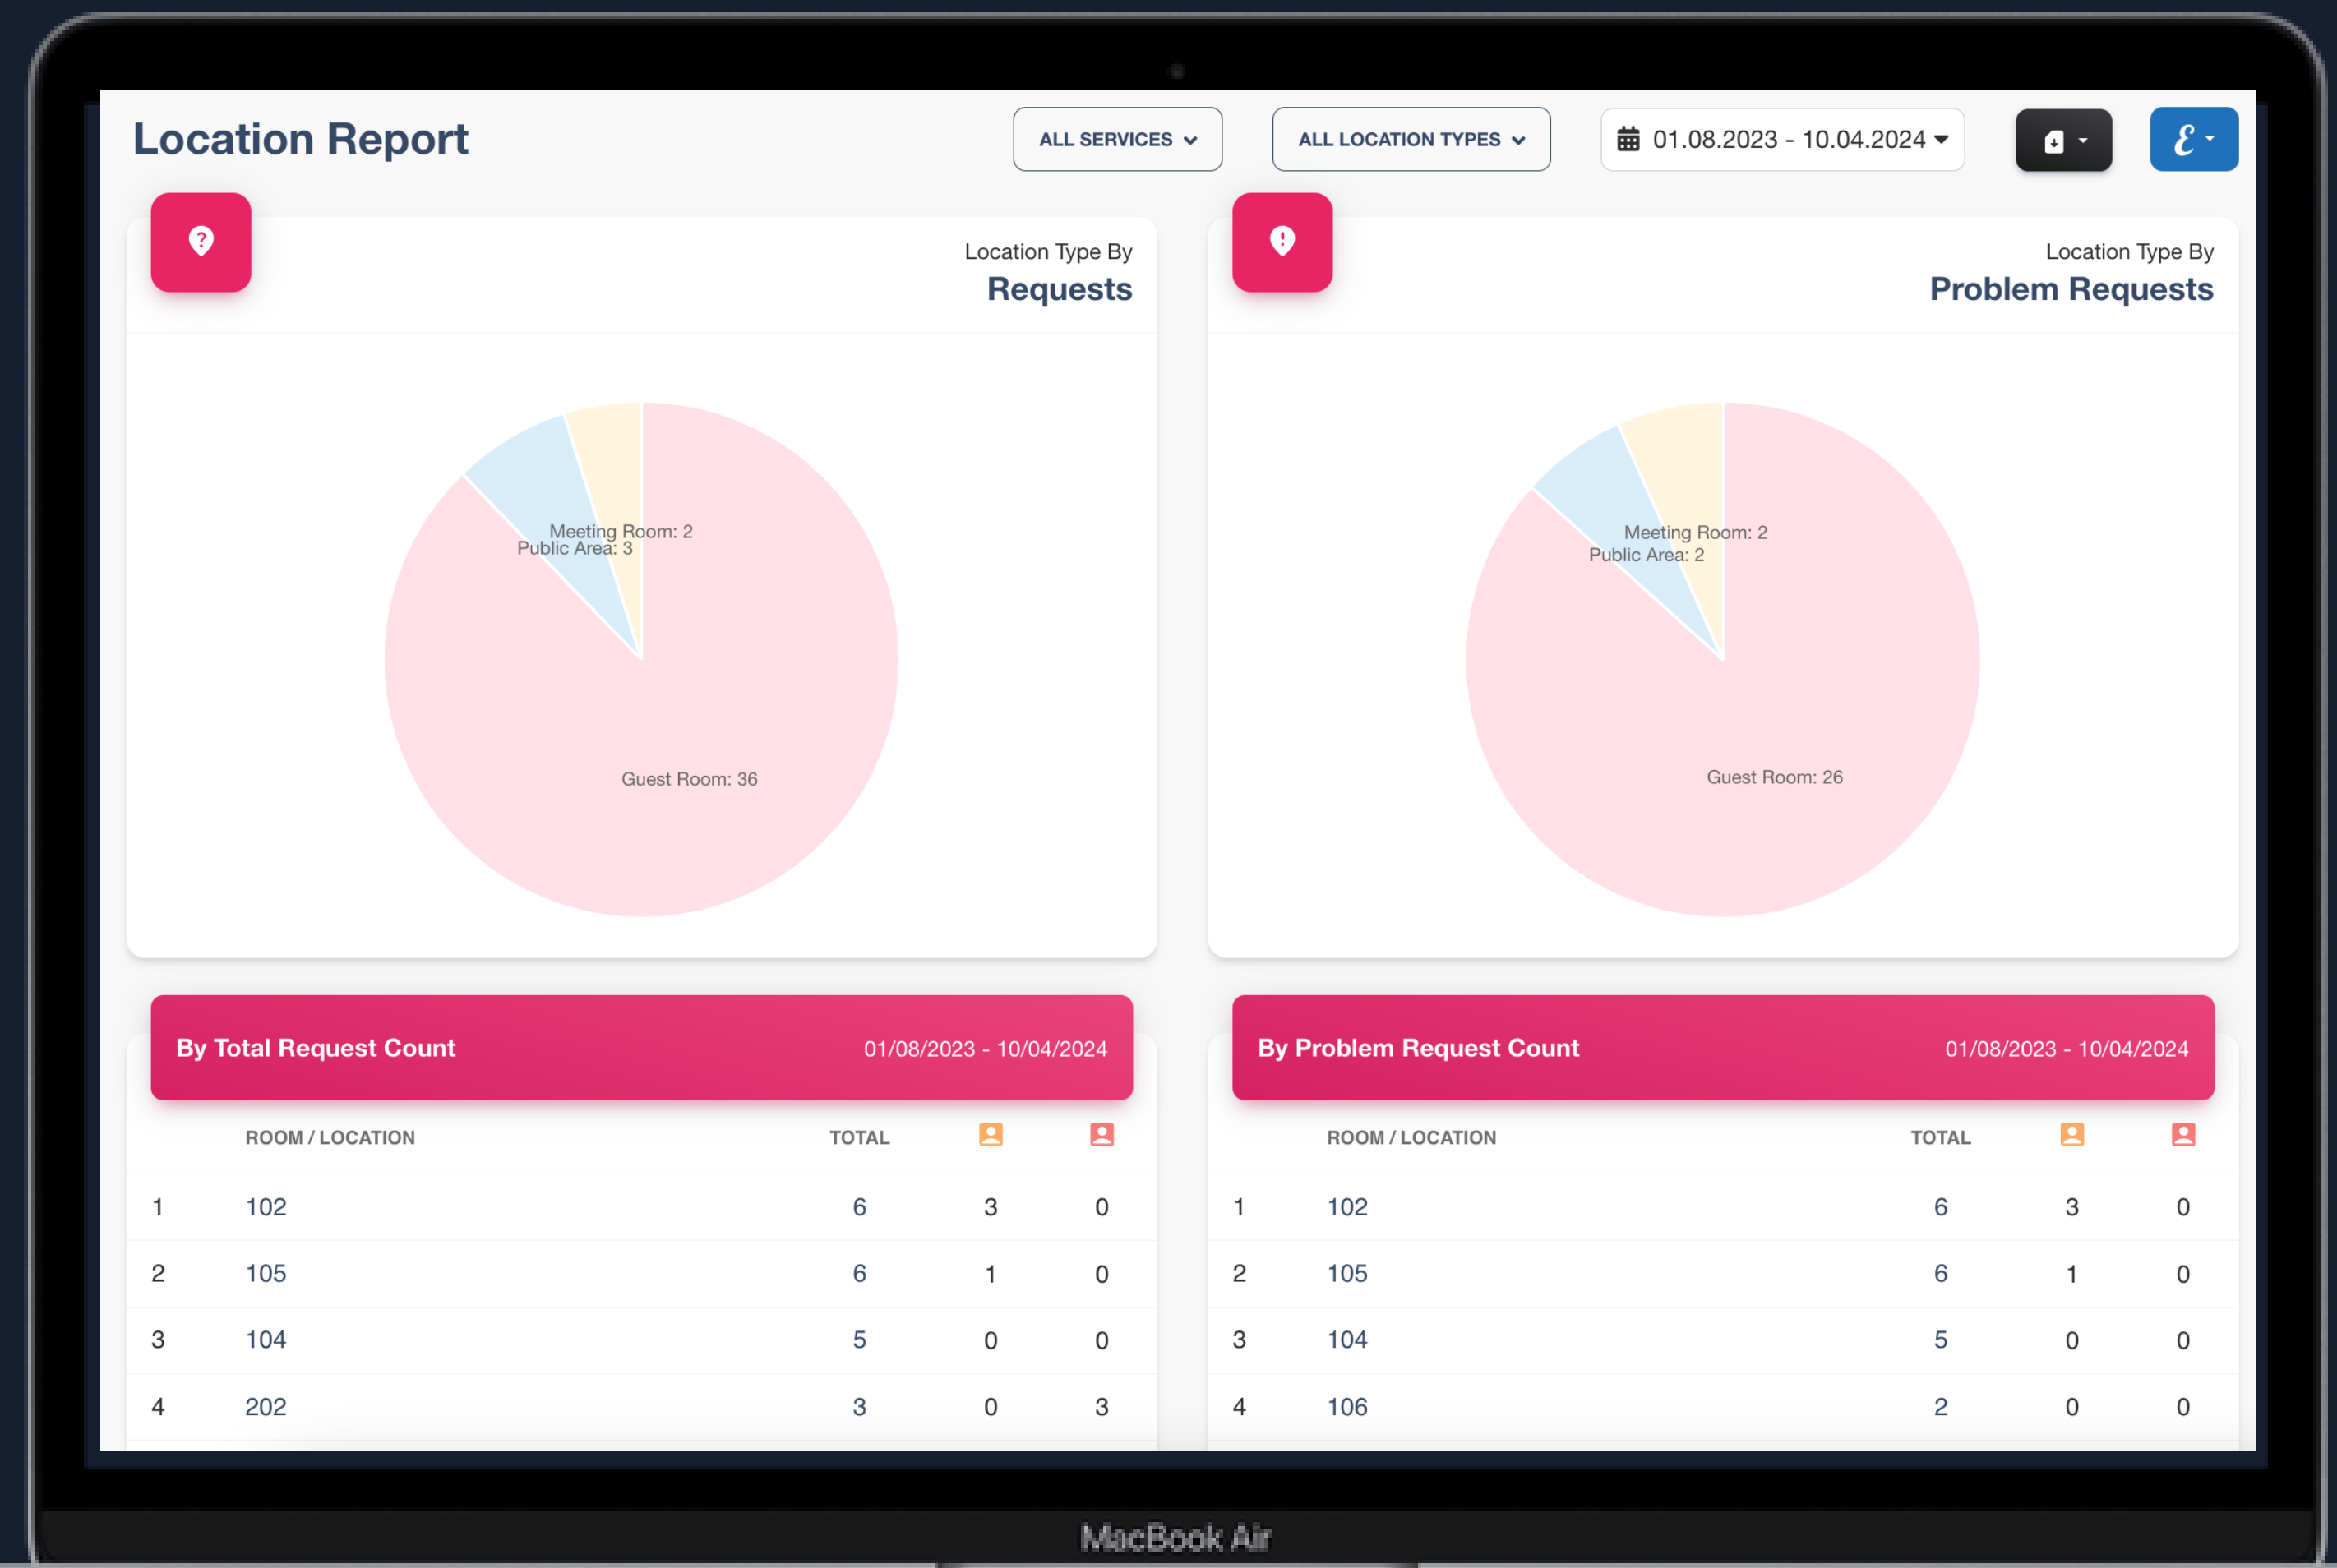 Location Report
ALL SERVICES
ALL LOCATION TYPES
01.08.2023 - 10.04.2024
Location Type By
Requests
Meeting Room: 2
Public Area: 3
Guest Room: 36
Location Type By
Problem Requests
Meeting Room: 2
Public Area: 2
Guest Room: 26
By Total Request Count 01/08/2023 - 10/04/2024
ROOM / LOCATION TOTAL
1 102 6 3 0
2 105 6 1 0
3 104 5 0 0
4 202 3 0 3
By Problem Request Count 01/08/2023 - 10/04/2024
ROOM / LOCATION TOTAL
1 102 6 3 0
2 105 6 1 0
3 104 5 0 0
4 106 2 0 0
MacBook Air